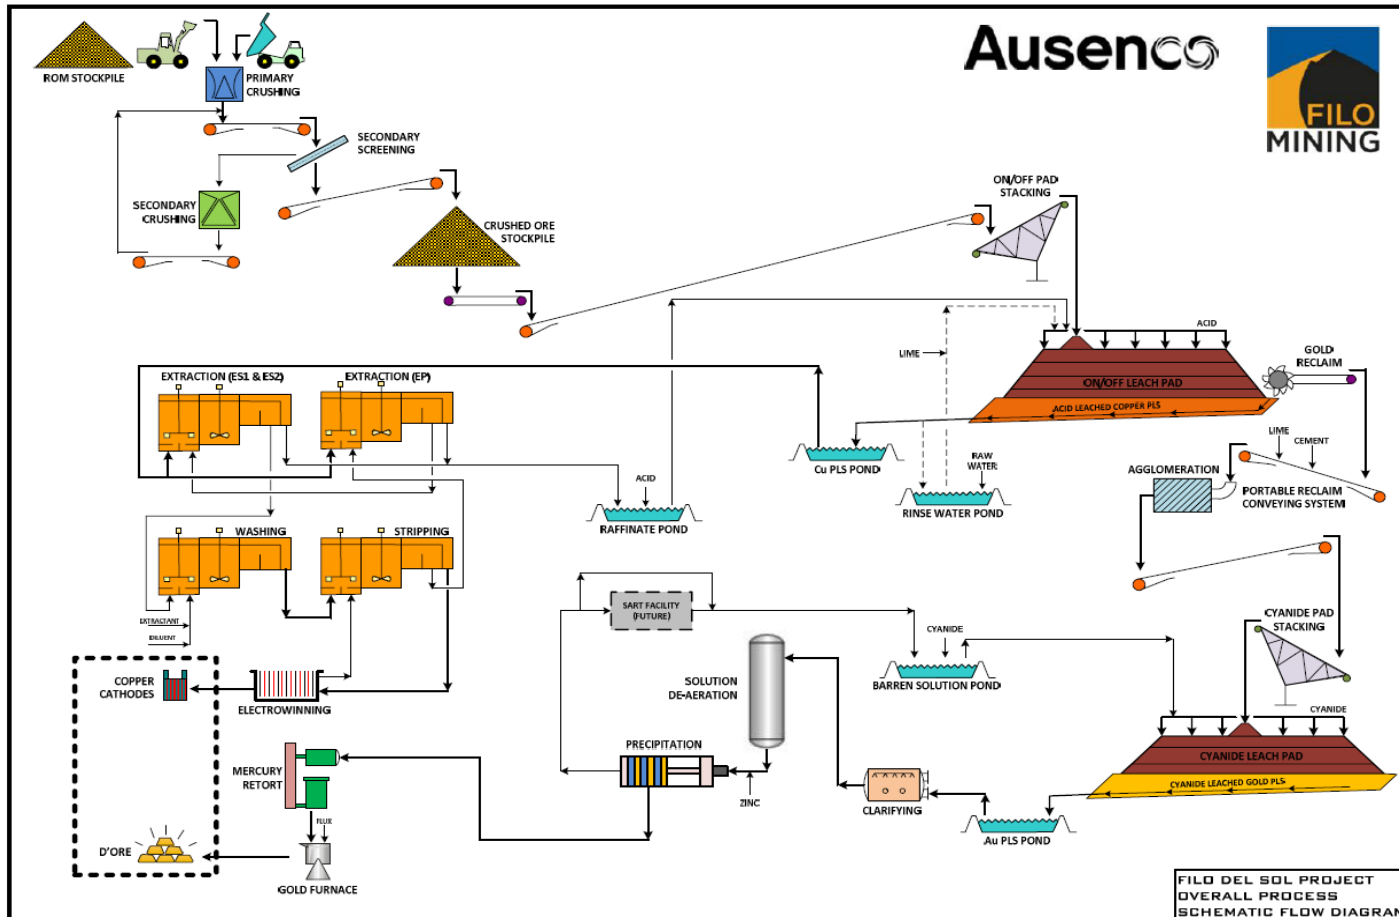 Ausenco
FILO
MINING
ROM STOCKPILE
PRIMARY
CRUSHING
SECONDARY
SCREENING
SECONDARY
CRUSHING
CRUSHED ORE
STOCKPILE
ON/OFF PAD
STACKING
ACID
LIME
GOLD
RECLAIM
ON/OFF LEACH PAD
ACID LEACHED COPPER PLS
EXTRACTION (ES1 & ES2)
EXTRACTION (EP)
Cu PLS POND
RAW
WATER
RINSE WATER POND
LIME
CEMENT
AGGLOMERATION
PORTABLE RECLAIM
CONVEYING SYSTEM
ACID
RAFFINATE POND
WASHING
STRIPPING
EXTRACTANT
DILUENT
SART FACILITY
(FUTURE)
CYANIDE
BARREN SOLUTION POND
CYANIDE PAD
STACKING
SOLUTION
DE-AERATION
COPPER
CATHODES
ELECTROWINNING
CYANIDE
CYANIDE LEACH PAD
CYANIDE LEACHED GOLD PLS
PRECIPITATION
MERCURY
RETORT
ZINC
CLARIFYING
Au PLS POND
FLUX
D'ORE
GOLD FURNACE
FILO DEL SOL PROJECT
OVERALL PROCESS
SCHEMATIC FLOW DIAGRAM